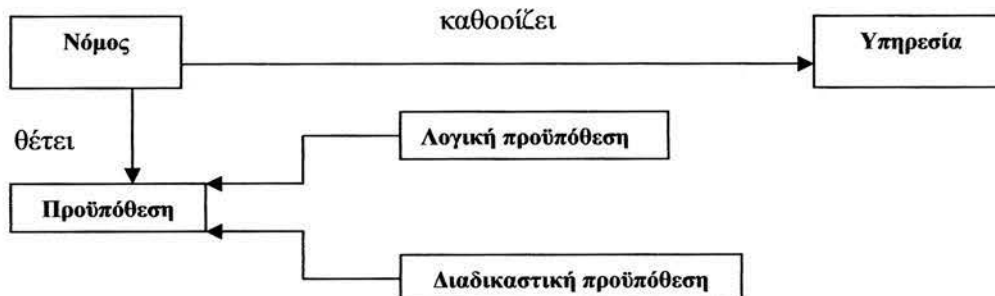 καθορίζει
Νόμος
Υπηρεσία
θέτει
Λογική προϋπόθεση
Προϋπόθεση
Διαδικαστική προϋπόθεση